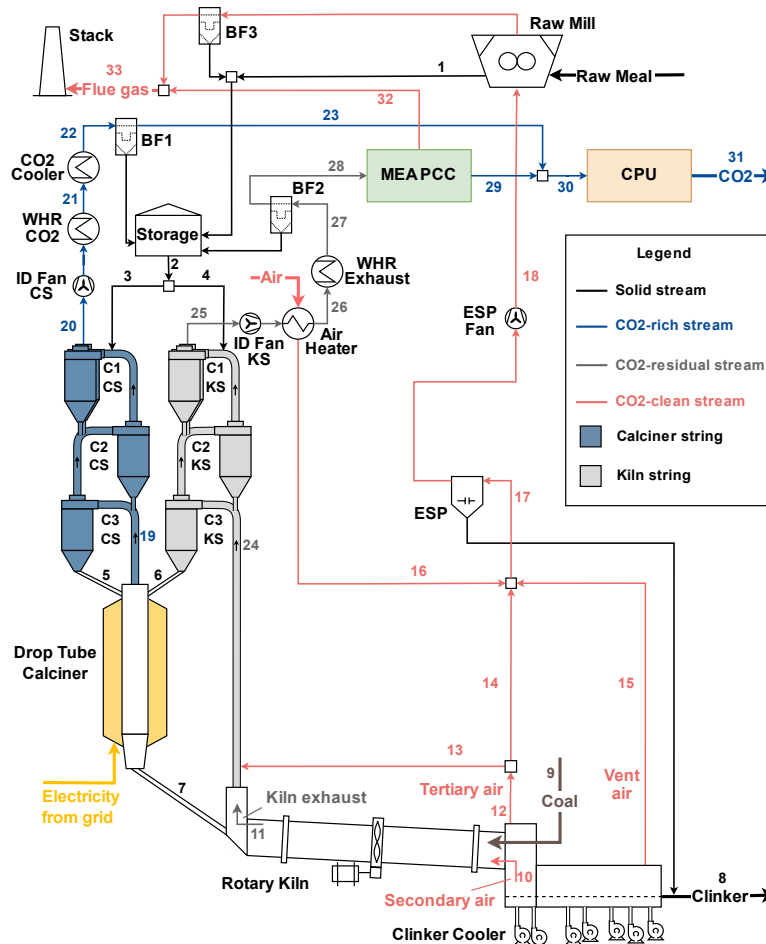 Stack
BF3
Raw Mill
33
Flue gas
1
Raw Meal
32
22
23
BF1
CO2
Cooler
28
MEA PCC
29
30
CPU
31
CO2
21
BF2
27
WHR
CO2
Storage
2
WHR
Exhaust
Legend
Solid stream
CO2-rich stream
CO2-residual stream
CO2-clean stream
Calciner string
Kiln string
3
4
Air
26
18
ID Fan
CS
20
25
ID Fan
KS
Air
Heater
ESP
Fan
C1
CS
C1
KS
C2
CS
C2
KS
17
ESP
C3
CS
C3
KS
19
24
16
5
6
Drop Tube
Calciner
14
15
13
Electricity
from grid
7
Tertiary air
12
9
Coal
Vent
air
Kiln exhaust
11
10
Secondary air
8
Clinker
Rotary Kiln
Clinker Cooler